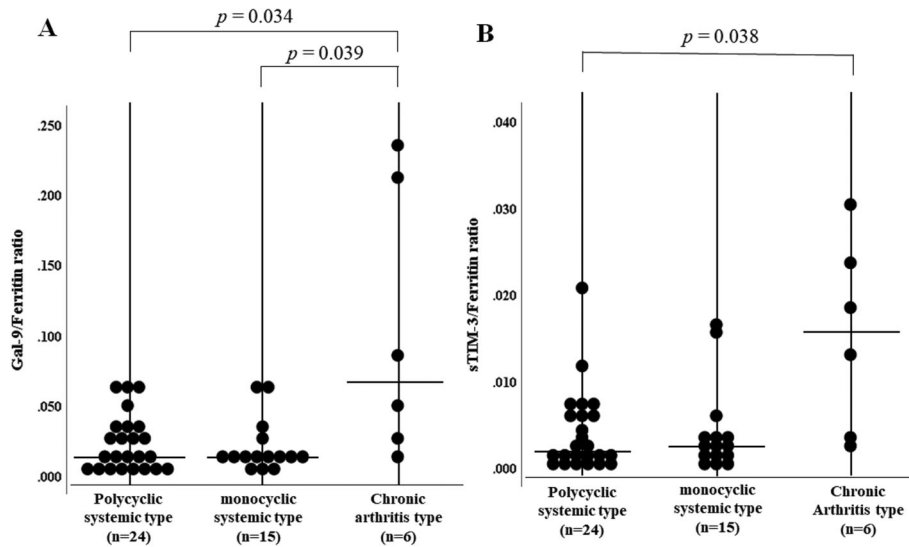 A
p = 0.034
p = 0.039
Gal-9/Ferritin ratio
.250
.200
.150
.100
.050
.000
Polycyclic
systemic type
(n=24)
monocyclic
systemic type
(n=15)
Chronic
arthritis type
(n=6)
B
p = 0.038
sTIM-3/Ferritin ratio
.040
.030
.020
.010
.000
Polycyclic
systemic type
(n=24)
monocyclic
systemic type
(n=15)
Chronic
Arthritis type
(n=6)